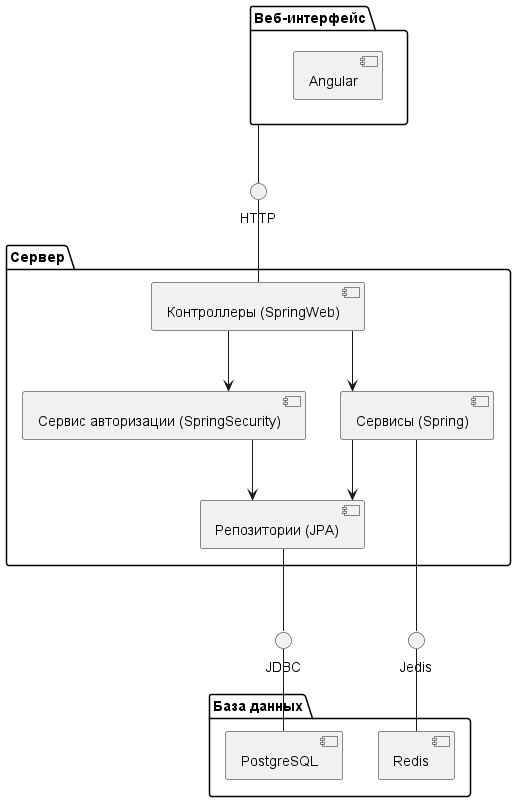 Веб-интерфейс
Angular
HTTP
Сервер
Контроллеры (SpringWeb)
Сервис авторизации (SpringSecurity)
Сервисы (Spring)
Репозитории (JPA)
JDBC
Jedis
База данных
PostgreSQL
Redis